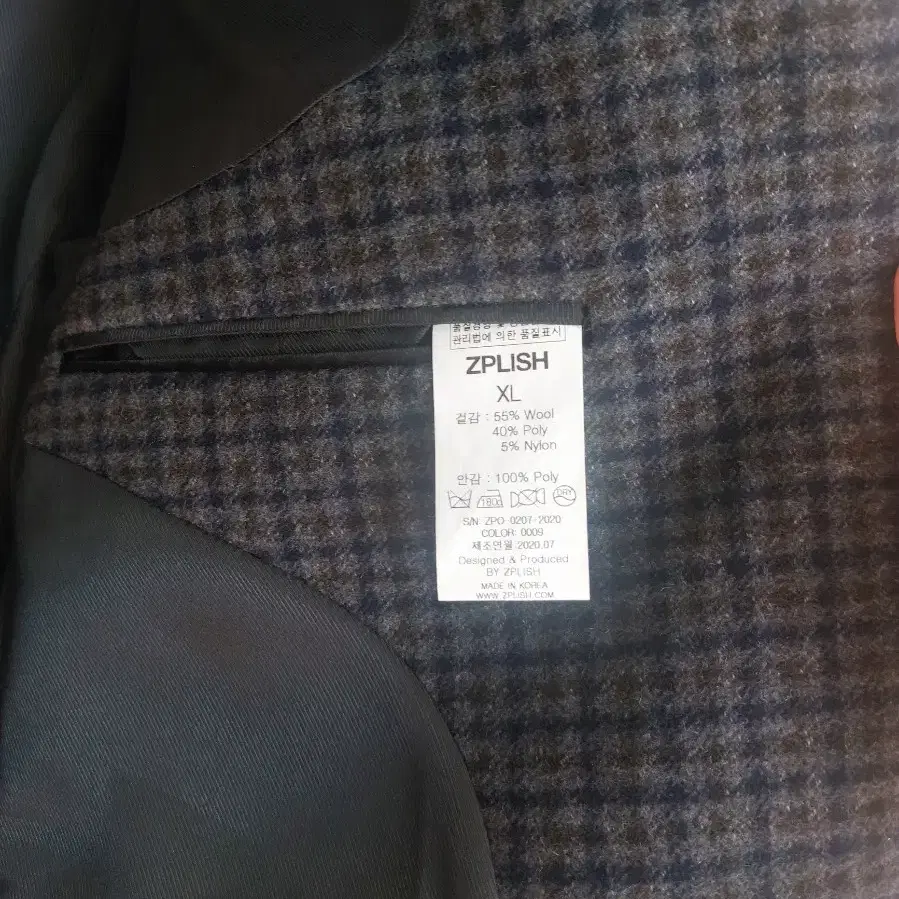 관리법에 의한 품질표시
ZPLISH
XL
겉감 : 55% Wool
40% Poly
5% Nylon
안감 : 100% Poly
180c
DRY
S/N: ZPO-0207-2020
COLOR: 0009
제조연월:2020.07
Designed & Produced
BY ZPLISH
MADE IN KOREA
WWW.ZPLISH.COM